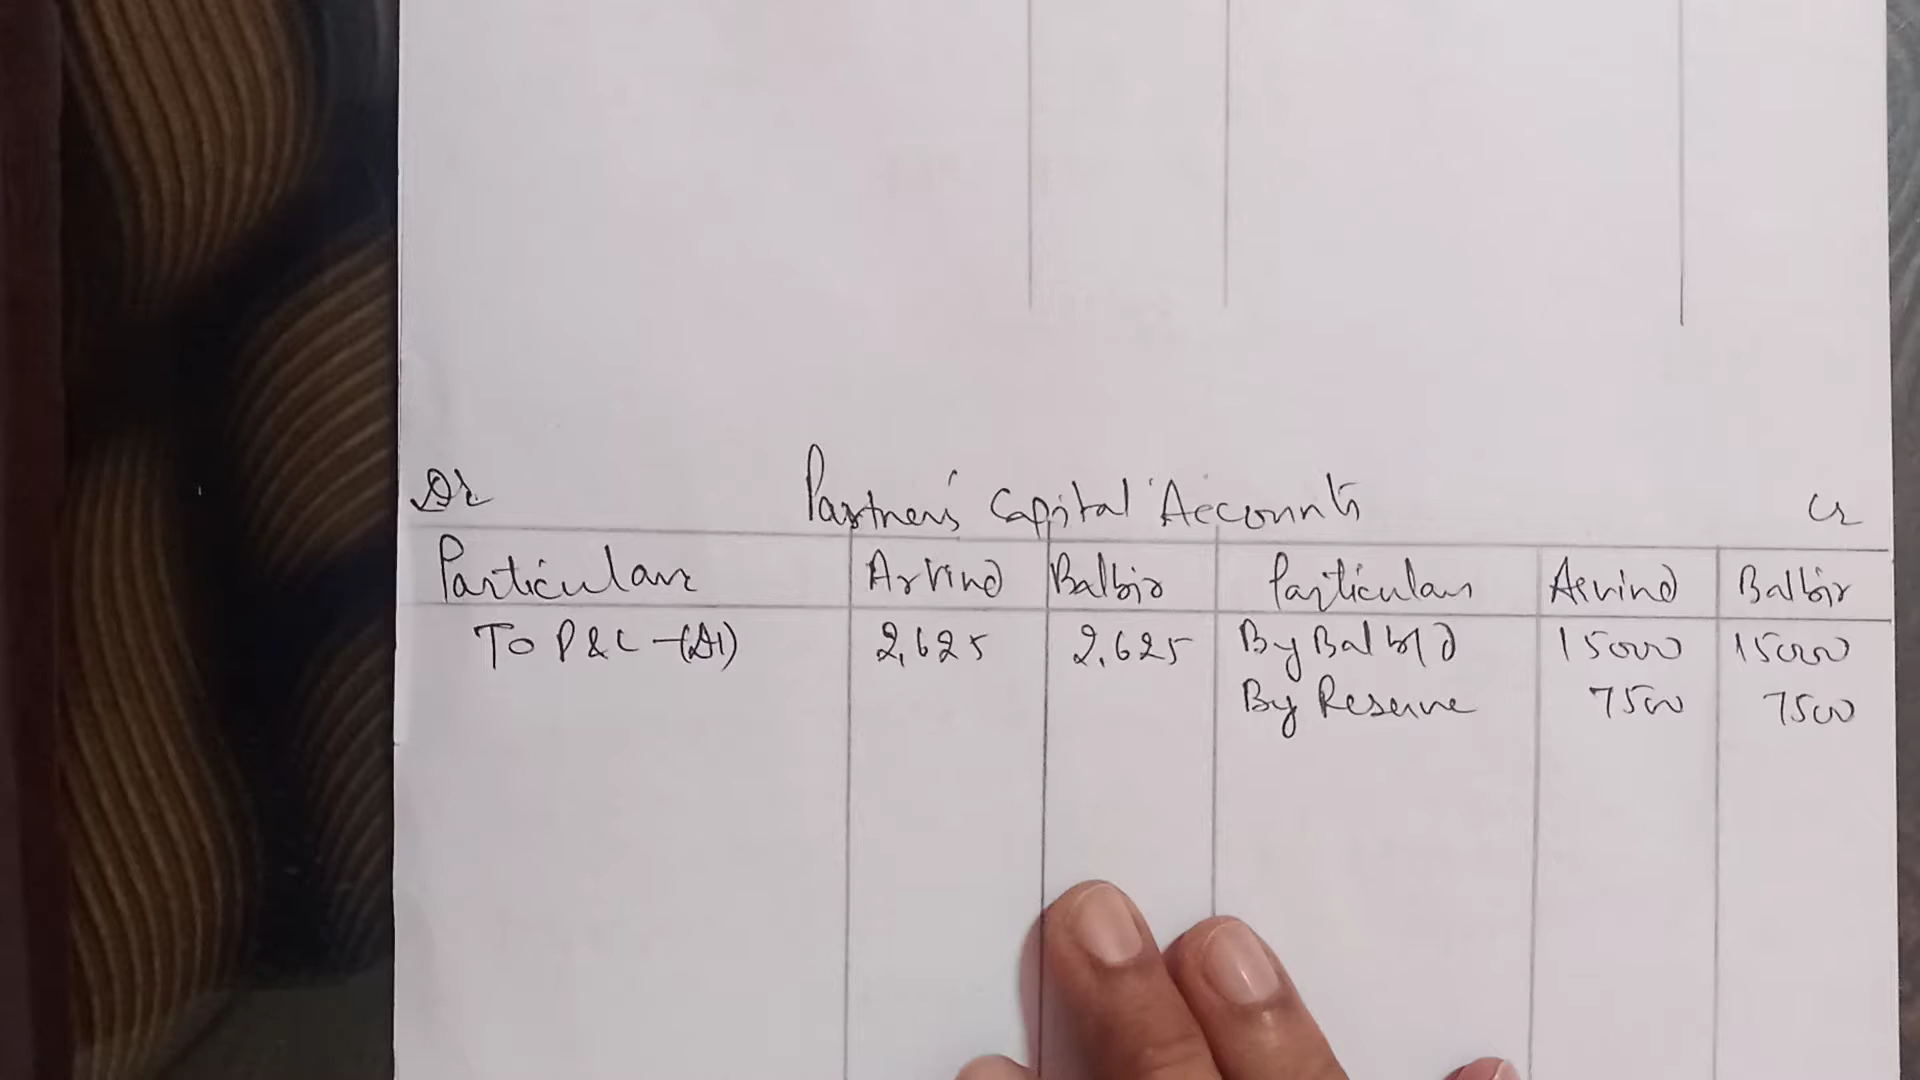 Dr Partner's Capital Accounts Cr
Particulars Arvind Balbir Particulars Arvind Balbir
To P&L-(A1) 2,625 2,625 By Bal b/d 15000 15000
By Reserve 7500 7500